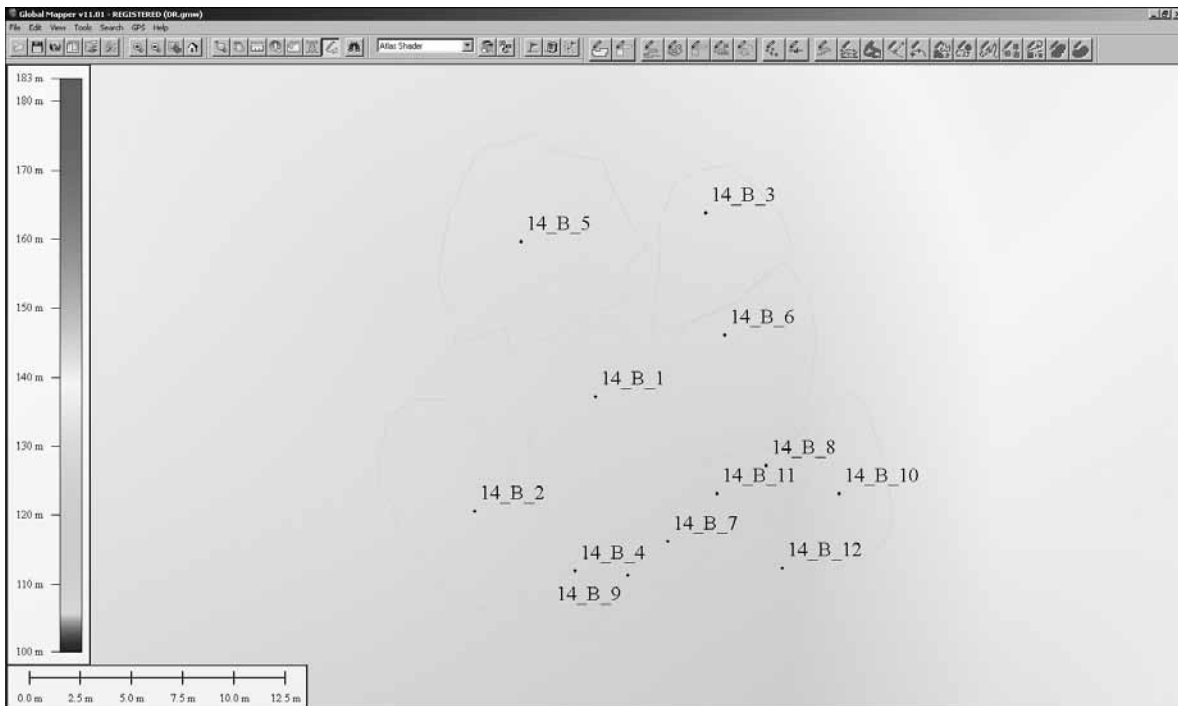 Global Mapper v11.01 - REGISTERED (DR.gmw)
File Edit View Tools Search GPS Help
Atlas Shader
183 m
180 m
170 m
160 m
150 m
140 m
130 m
120 m
110 m
100 m
14_B_3
14_B_5
14_B_6
14_B_1
14_B_8
14_B_11
14_B_10
14_B_2
14_B_7
14_B_4
14_B_12
14_B_9
0.0 m 2.5 m 5.0 m 7.5 m 10.0 m 12.5 m